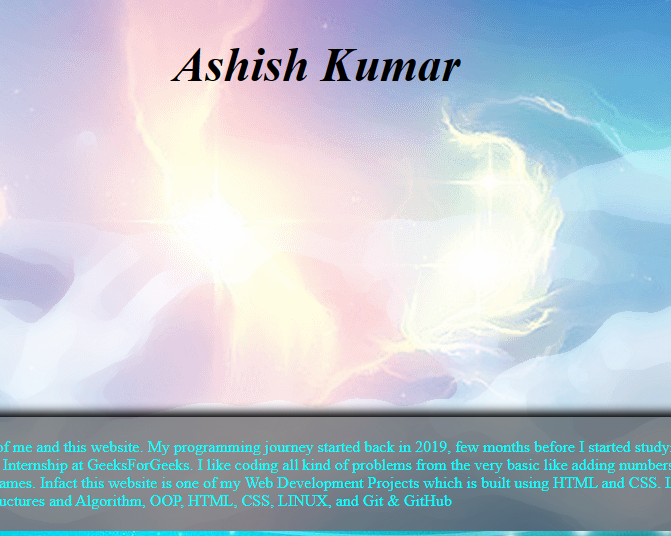 Ashish Kumar
of me and this website. My programming journey started back in 2019, few months before I started
Internship at GeeksForGeeks. I like coding all kind of problems from the very basic like adding numbers
Infact this website is one of my Web Development Projects which is built using HTML and CSS.
and Algorithm, OOP, HTML, CSS, LINUX, and Git & GitHub